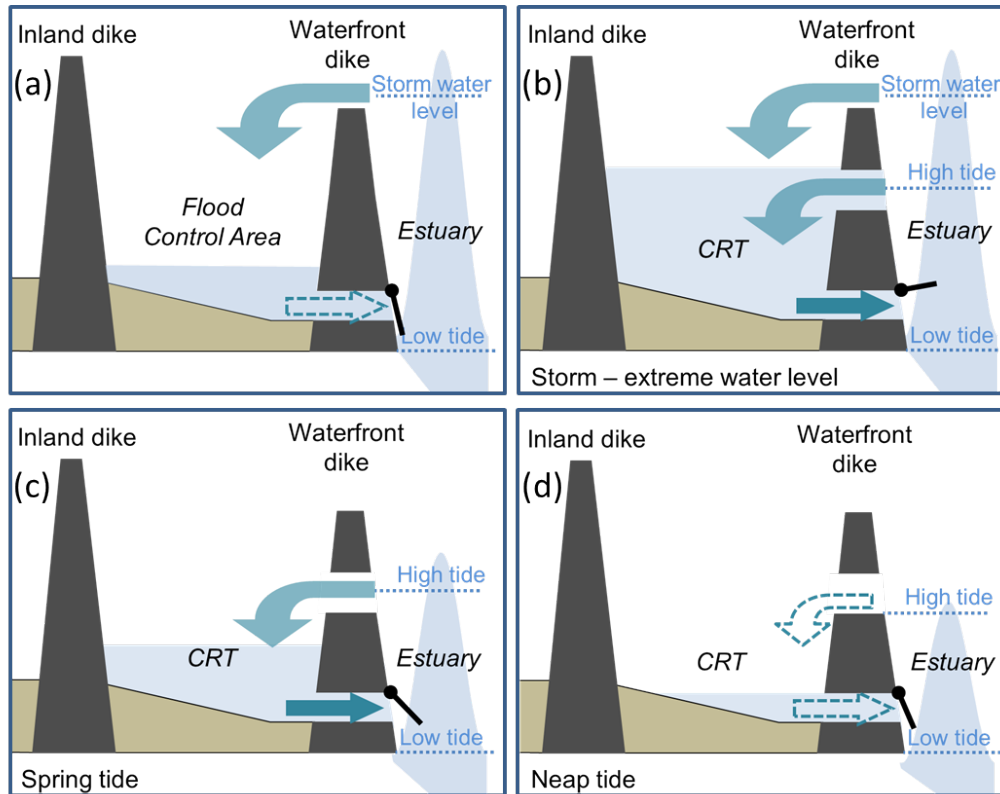 (a)
Inland dike
Waterfront
dike
Storm water
level
Flood
Control Area
Estuary
Low tide
(b)
Inland dike
Waterfront
dike
Storm water
level
High tide
CRT
Estuary
Low tide
Storm – extreme water level
(c)
Inland dike
Waterfront
dike
High tide
CRT
Estuary
Low tide
Spring tide
(d)
Inland dike
Waterfront
dike
High tide
CRT
Estuary
Low tide
Neap tide